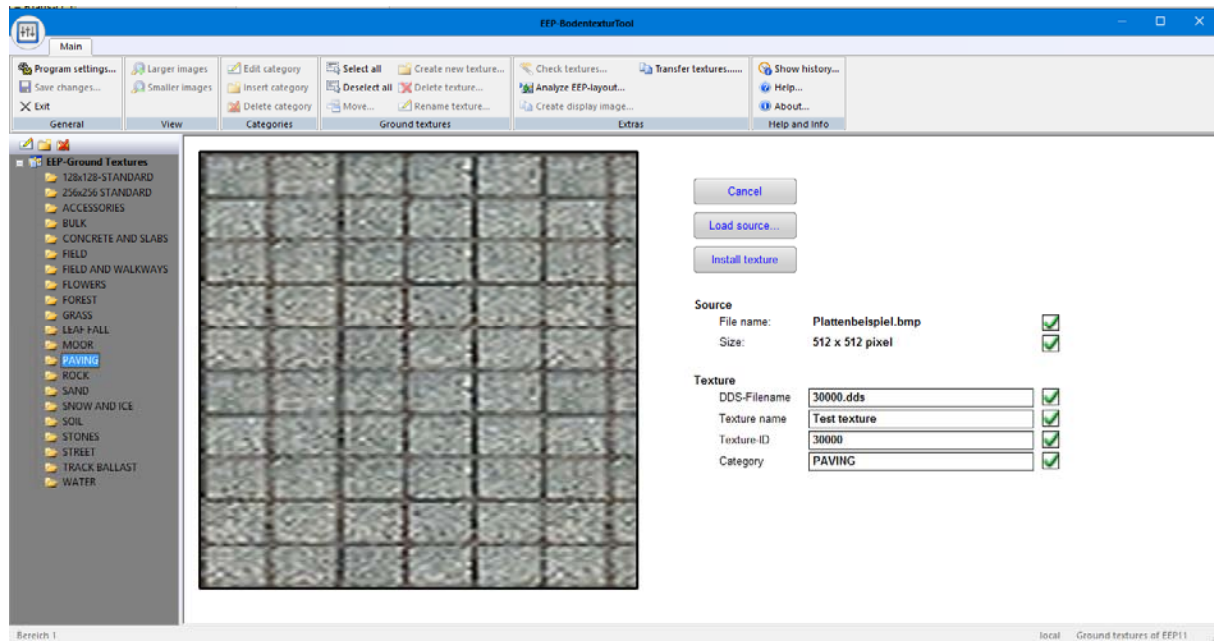 EEP-BodentexturTool
Main
Program settings... Larger images Edit category Select all Create new texture... Check textures... Transfer textures...... Show history...
Save changes... Smaller images Insert category Deselect all Delete texture... Analyze EEP-layout... Help...
Exit Delete category Move... Rename texture... Create display image... About...
General View Categories Ground textures Extras Help and Info
EEP-Ground Textures
128x128-STANDARD
256x256 STANDARD
ACCESSORIES
BULK
CONCRETE AND SLABS
FIELD
FIELD AND WALKWAYS
FLOWERS
FOREST
GRASS
LEAF FALL
MOOR
PAVING
ROCK
SAND
SNOW AND ICE
SOIL
STONES
STREET
TRACK BALLAST
WATER
Cancel
Load source...
Install texture
Source
File name: Plattenbeispiel.bmp
Size: 512 x 512 pixel
Texture
DDS-Filename 30000.dds
Texture name Test texture
Texture-ID 30000
Category PAVING
Bereich 1 local Ground textures of EEP11